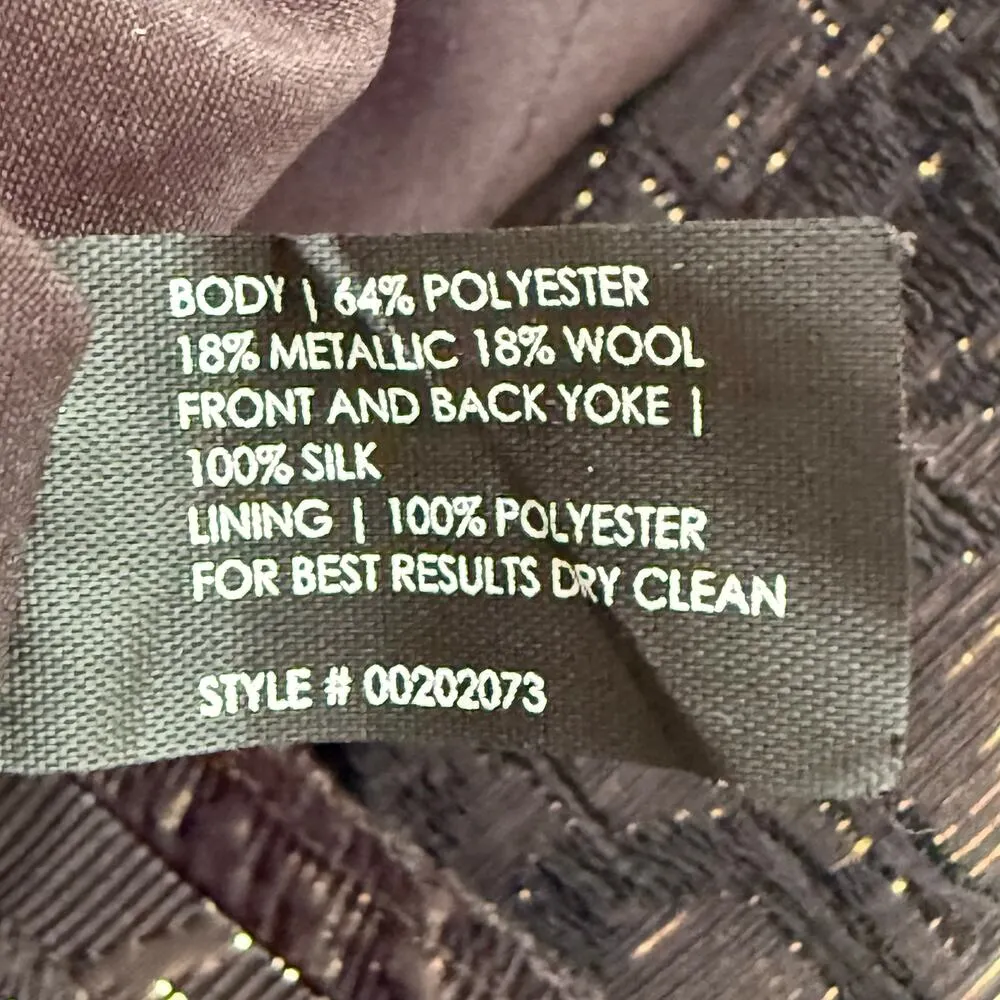 BODY | 64% POLYESTER
18% METALLIC 18% WOOL
FRONT AND BACK YOKE |
100% SILK
LINING | 100% POLYESTER
FOR BEST RESULTS DRY CLEAN
STYLE # 00202073